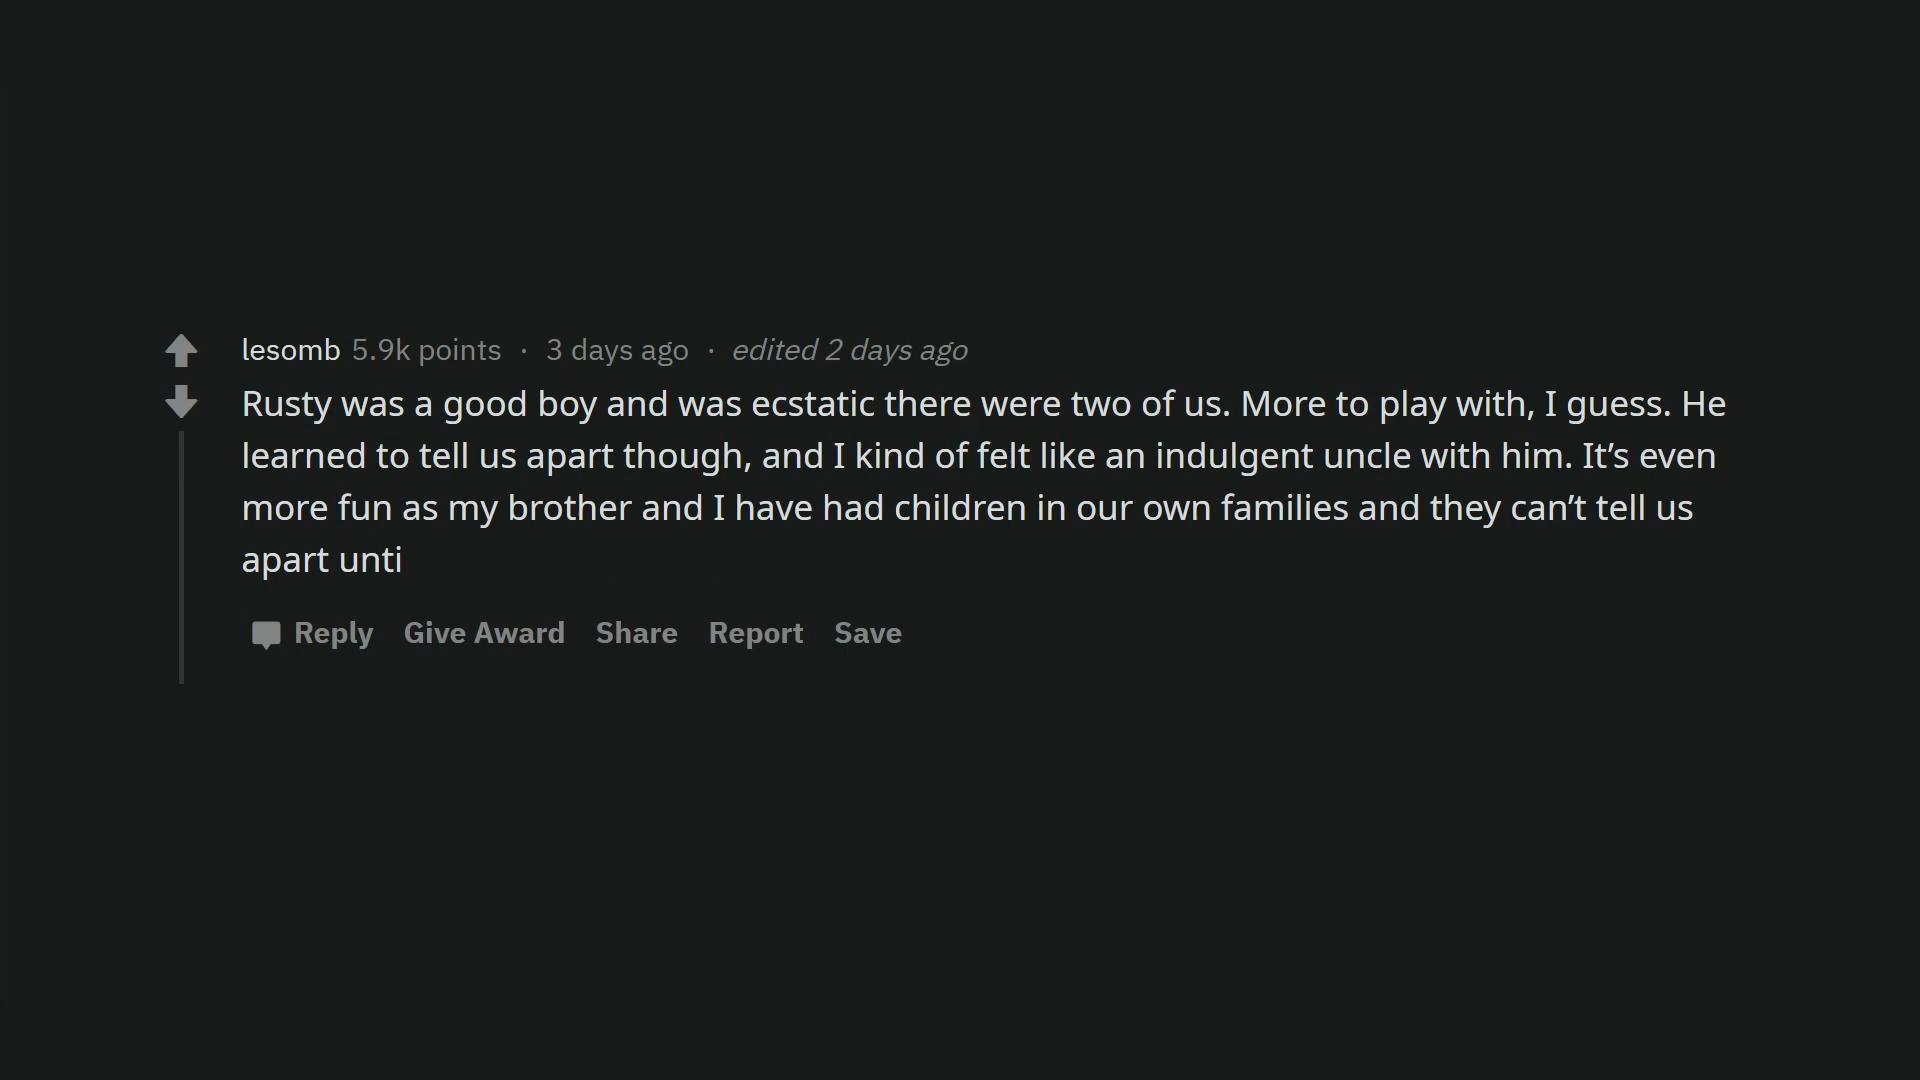 lesomb 5.9k points · 3 days ago · edited 2 days ago
Rusty was a good boy and was ecstatic there were two of us. More to play with, I guess. He
learned to tell us apart though, and I kind of felt like an indulgent uncle with him. It’s even
more fun as my brother and I have had children in our own families and they can’t tell us
apart unti
Reply Give Award Share Report Save